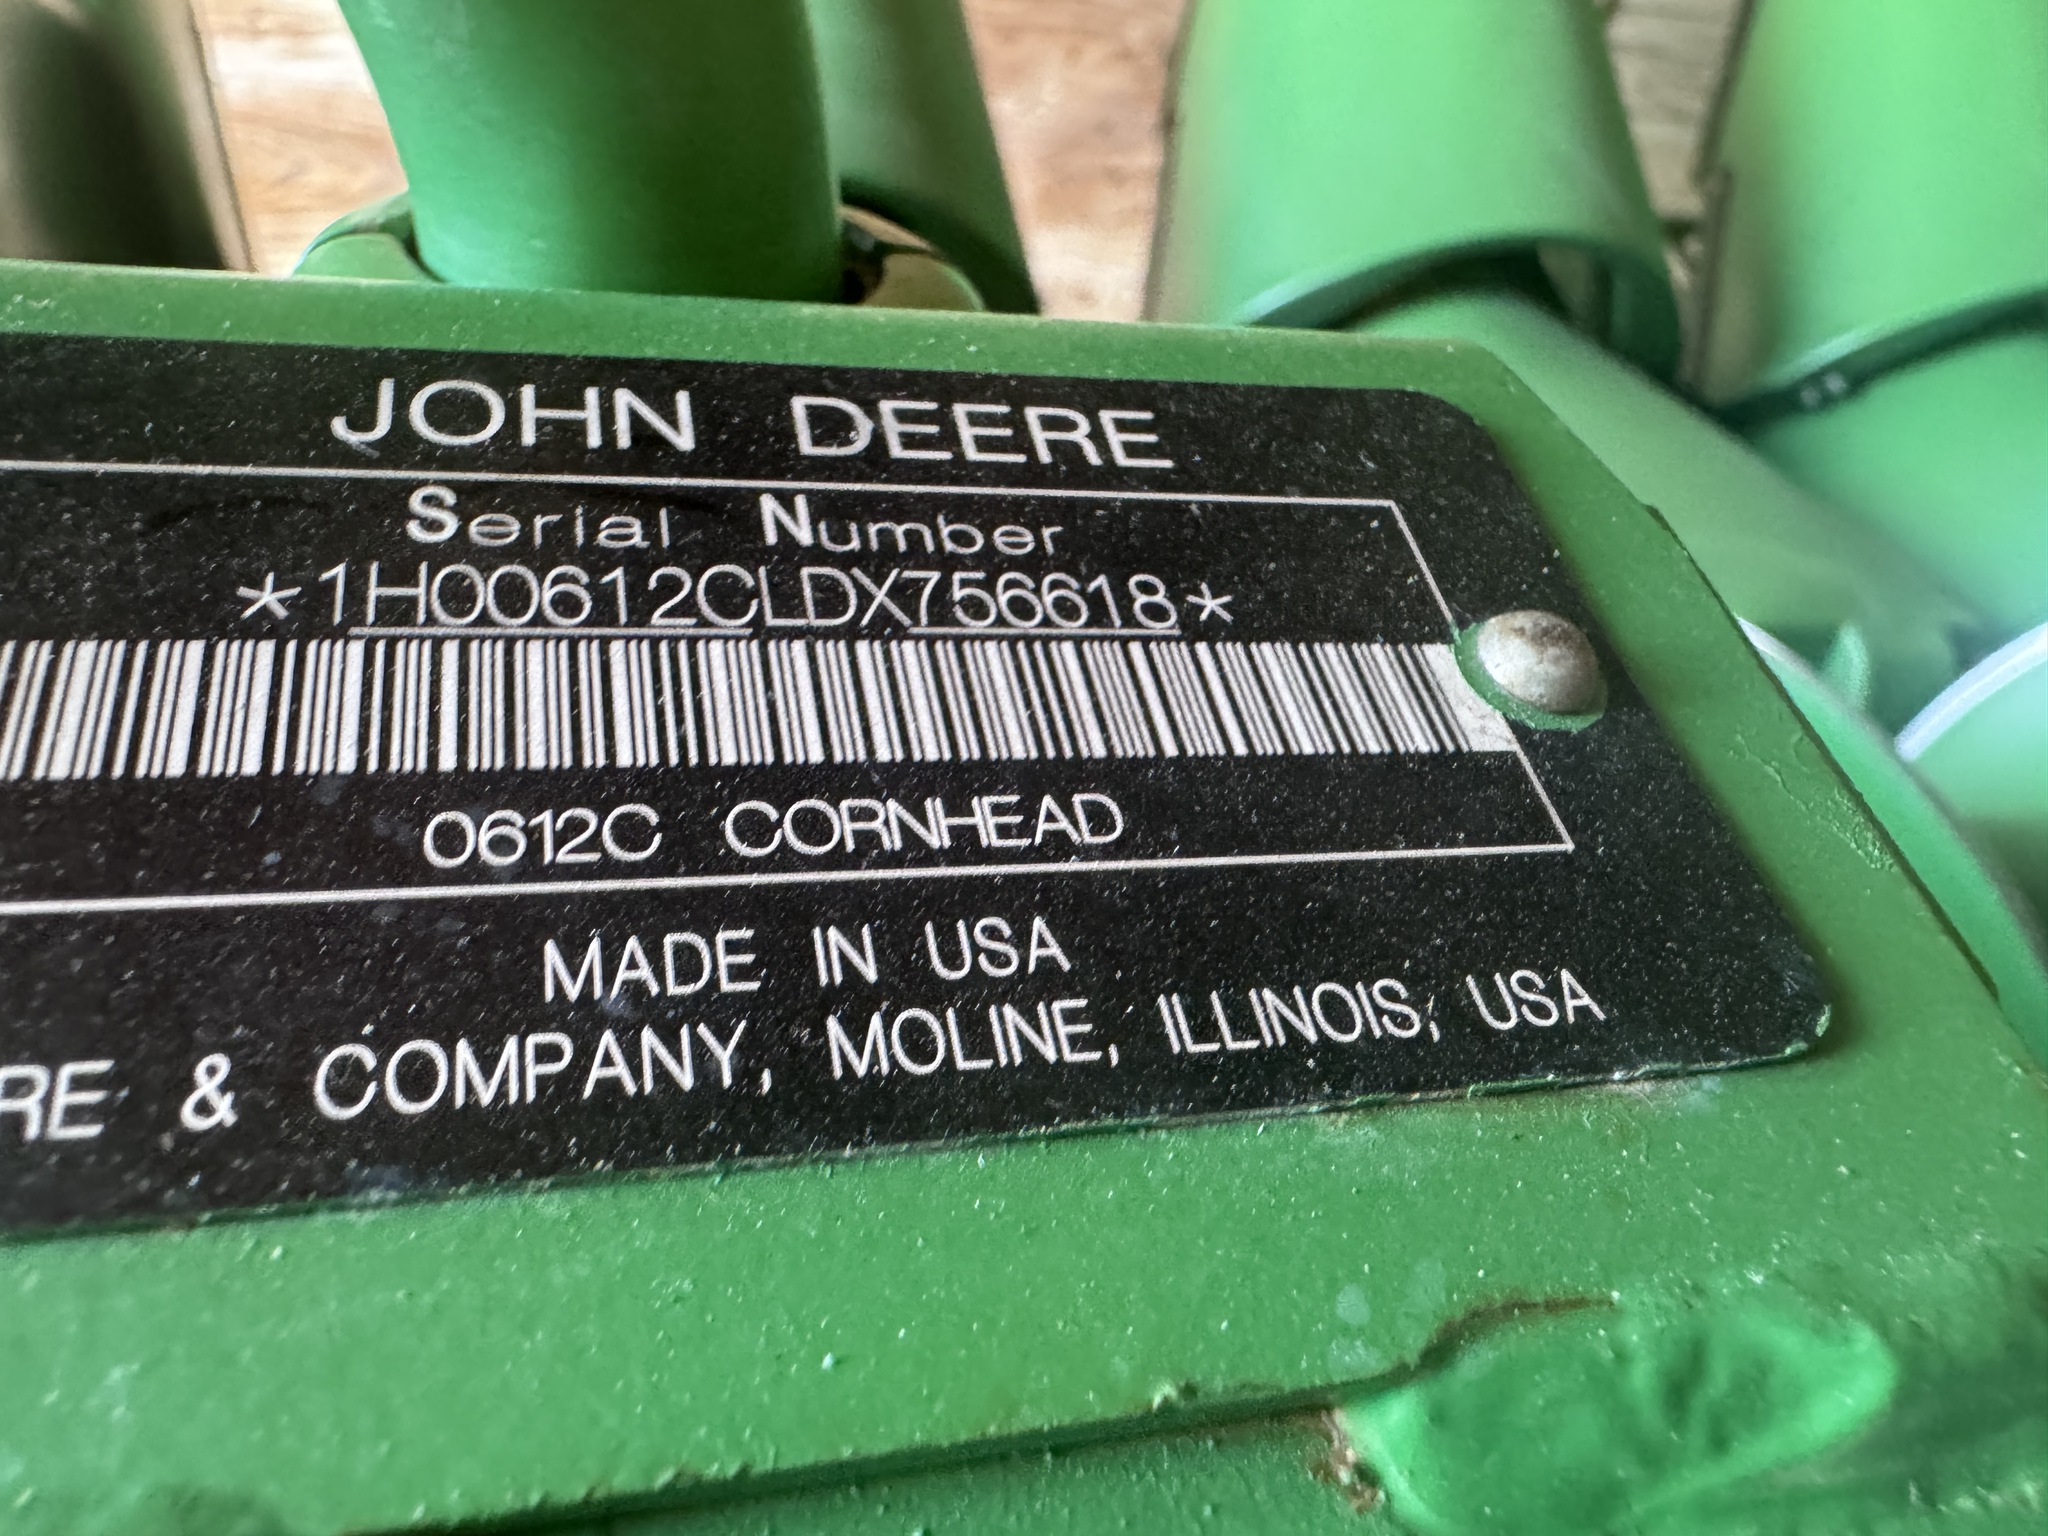 JOHN DEERE
Serial Number
*1H00612CLDX756618*
0612C CORNHEAD
MADE IN USA
RE & COMPANY, MOLINE, ILLINOIS, USA